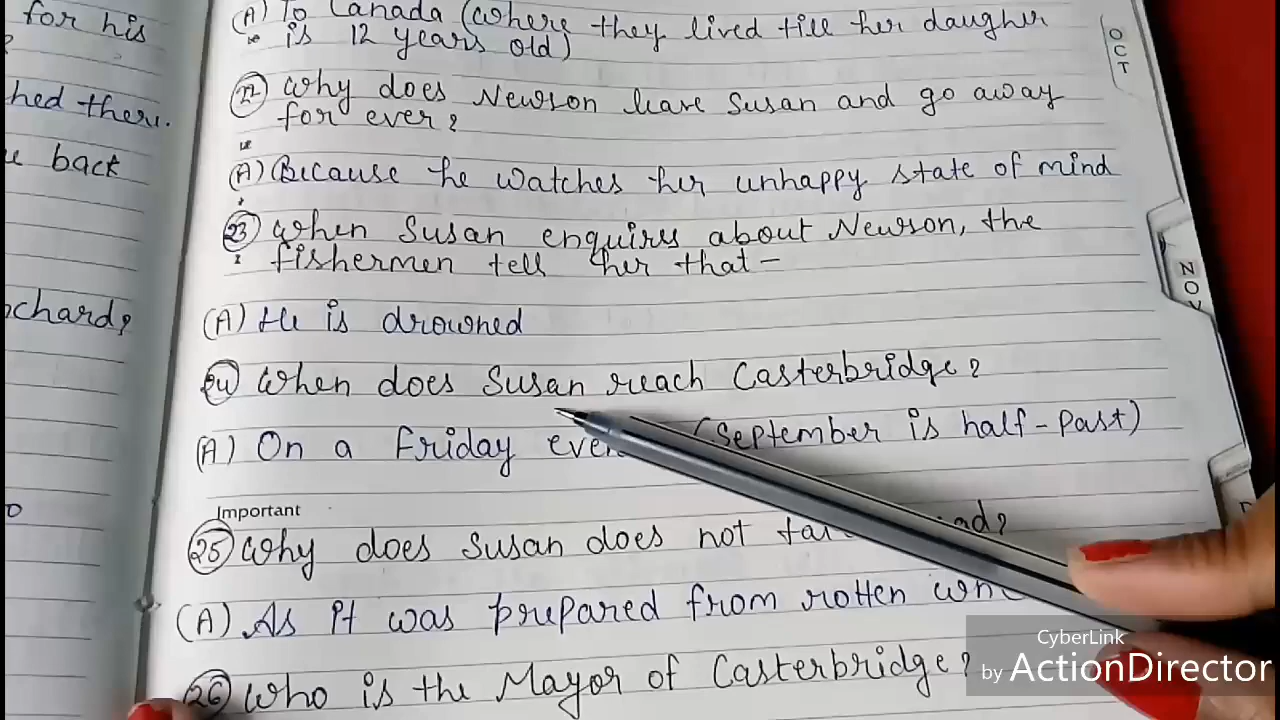 for his
?
hed there.
e back
chard?
o
(A) To Canada (where they lived till her daugher
is 12 years old)
22 Why does Newson leave Susan and go away
for ever?
(A) Because he watches her unhappy state of mind
23 When Susan enquires about Newson, the
fishermen tell her that-
(A) He is drowned
24 When does Susan reach Casterbridge?
(A) On a Friday eve (September is half-past)
Important
25 Why does Susan does not
(A) As it was prepared from rotten
26 Who is the Mayor of Casterbridge?
OCT
NOV
D
CyberLink
by ActionDirector